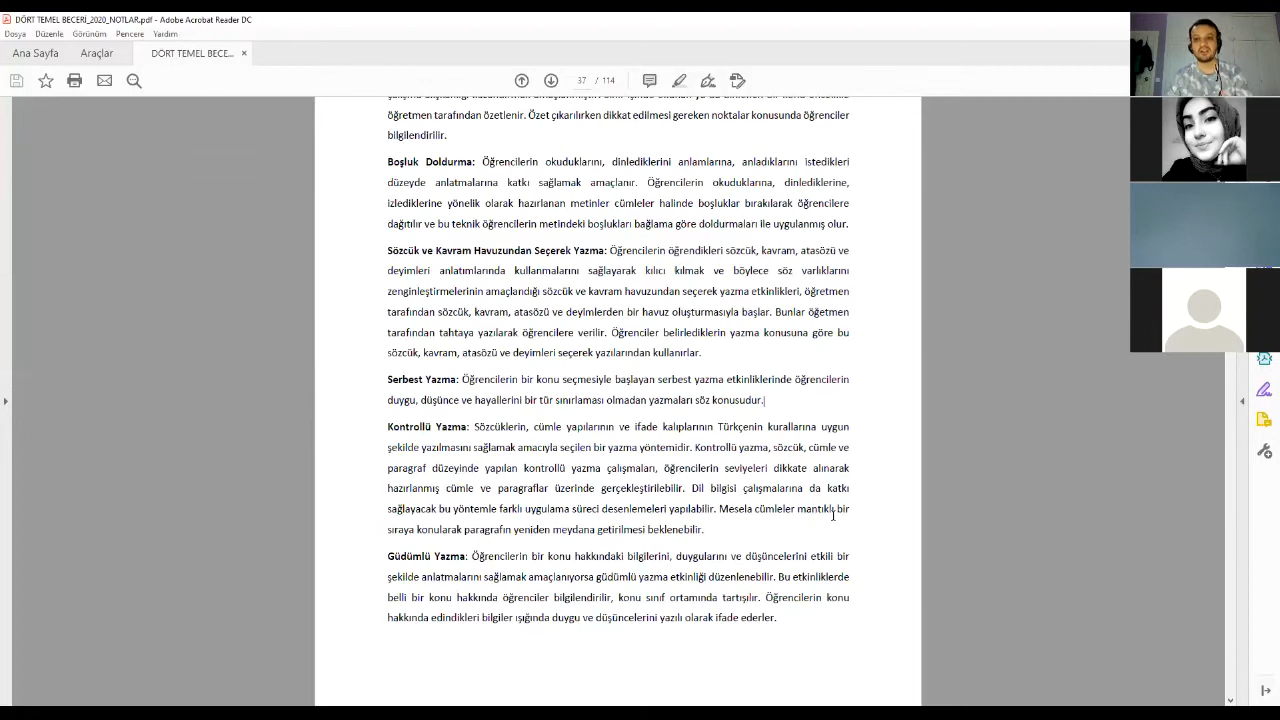 DÖRT TEMEL BECERİ_2020_NOTLAR.pdf - Adobe Acrobat Reader DC
Dosya Düzenle Görünüm Pencere Yardım
Ana Sayfa Araçlar DÖRT TEMEL BECE... ×
37 / 114
öğretmen tarafından özetlenir. Özet çıkarılırken dikkat edilmesi gereken noktalar konusunda öğrenciler
bilgilendirilir.
Boşluk Doldurma: Öğrencilerin okuduklarını, dinlediklerini anlamlarına, anladıklarını istedikleri
düzeyde anlatmalarına katkı sağlamak amaçlanır. Öğrencilerin okuduklarına, dinlediklerine,
izlediklerine yönelik olarak hazırlanan metinler cümleler halinde boşluklar bırakılarak öğrencilere
dağıtılır ve bu teknik öğrencilerin metindeki boşlukları bağlama göre doldurmaları ile uygulanmış olur.
Sözcük ve Kavram Havuzundan Seçerek Yazma: Öğrencilerin öğrendikleri sözcük, kavram, atasözü ve
deyimleri anlatımlarında kullanmalarını sağlayarak kılıcı kılmak ve böylece söz varlıklarını
zenginleştirmelerinin amaçlandığı sözcük ve kavram havuzundan seçerek yazma etkinlikleri, öğretmen
tarafından sözcük, kavram, atasözü ve deyimlerden bir havuz oluşturmasıyla başlar. Bunlar öğetmen
tarafından tahtaya yazılarak öğrencilere verilir. Öğrenciler belirledikleri­n yazma konusuna göre bu
sözcük, kavram, atasözü ve deyimleri seçerek yazılarından kullanırlar.
Serbest Yazma: Öğrencilerin bir konu seçmesiyle başlayan serbest yazma etkinliklerinde öğrencilerin
duygu, düşünce ve hayallerini bir tür sınırlaması olmadan yazmaları söz konusudur.
Kontrollü Yazma: Sözcüklerin, cümle yapılarının ve ifade kalıplarının Türkçenin kurallarına uygun
şekilde yazılmasını sağlamak amacıyla seçilen bir yazma yöntemidir. Kontrollü yazma, sözcük, cümle ve
paragraf düzeyinde yapılan kontrollü yazma çalışmaları, öğrencilerin seviyeleri dikkate alınarak
hazırlanmış cümle ve paragraflar üzerinde gerçekleştirilebilir. Dil bilgisi çalışmalarına da katkı
sağlayacak bu yöntemle farklı uygulama süreci desenlemeleri yapılabilir. Mesela cümleler mantıklı bir
sıraya konularak paragrafın yeniden meydana getirilmesi beklenebilir.
Güdümlü Yazma: Öğrencilerin bir konu hakkındaki bilgilerini, duygularını ve düşüncelerini etkili bir
şekilde anlatmalarını sağlamak amaçlanıyorsa güdümlü yazma etkinliği düzenlenebilir. Bu etkinliklerde
belli bir konu hakkında öğrenciler bilgilendirilir, konu sınıf ortamında tartışılır. Öğrencilerin konu
hakkında edindikleri bilgiler ışığında duygu ve düşüncelerini yazılı olarak ifade ederler.